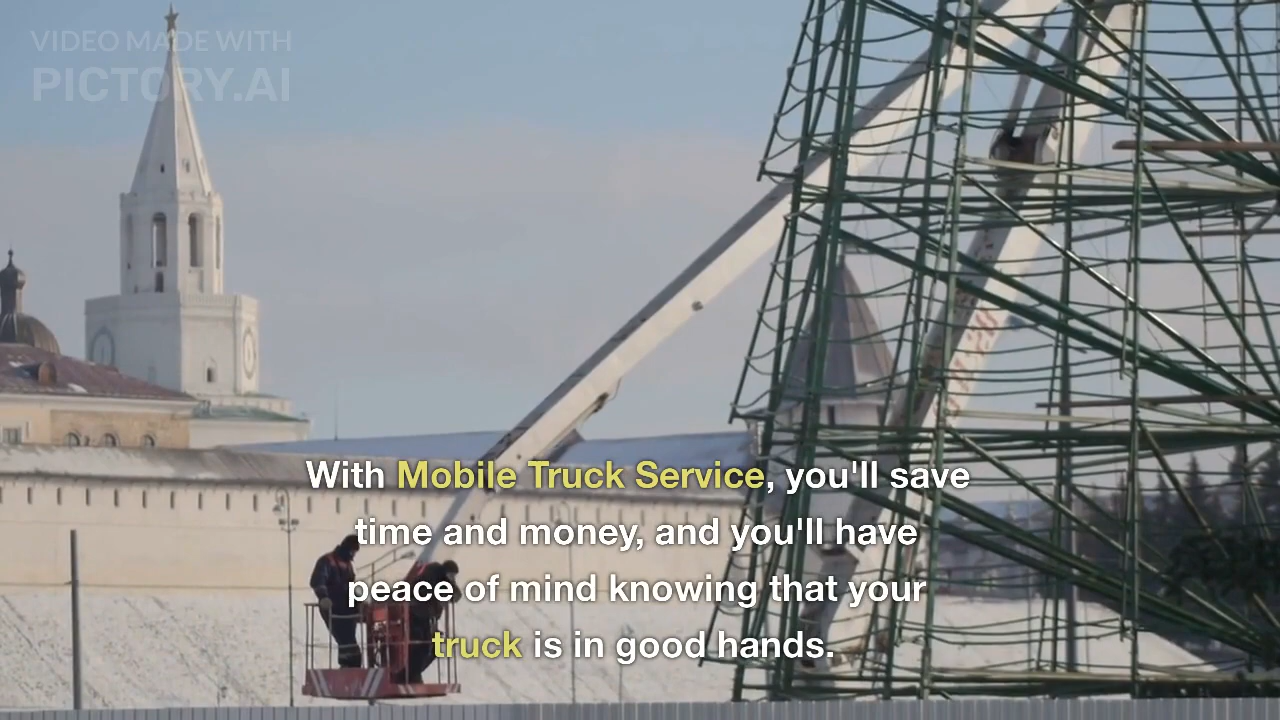 VIDEO MADE WITH
PICTORY.AI
With Mobile Truck Service, you'll save
time and money, and you'll have
peace of mind knowing that your
truck is in good hands.